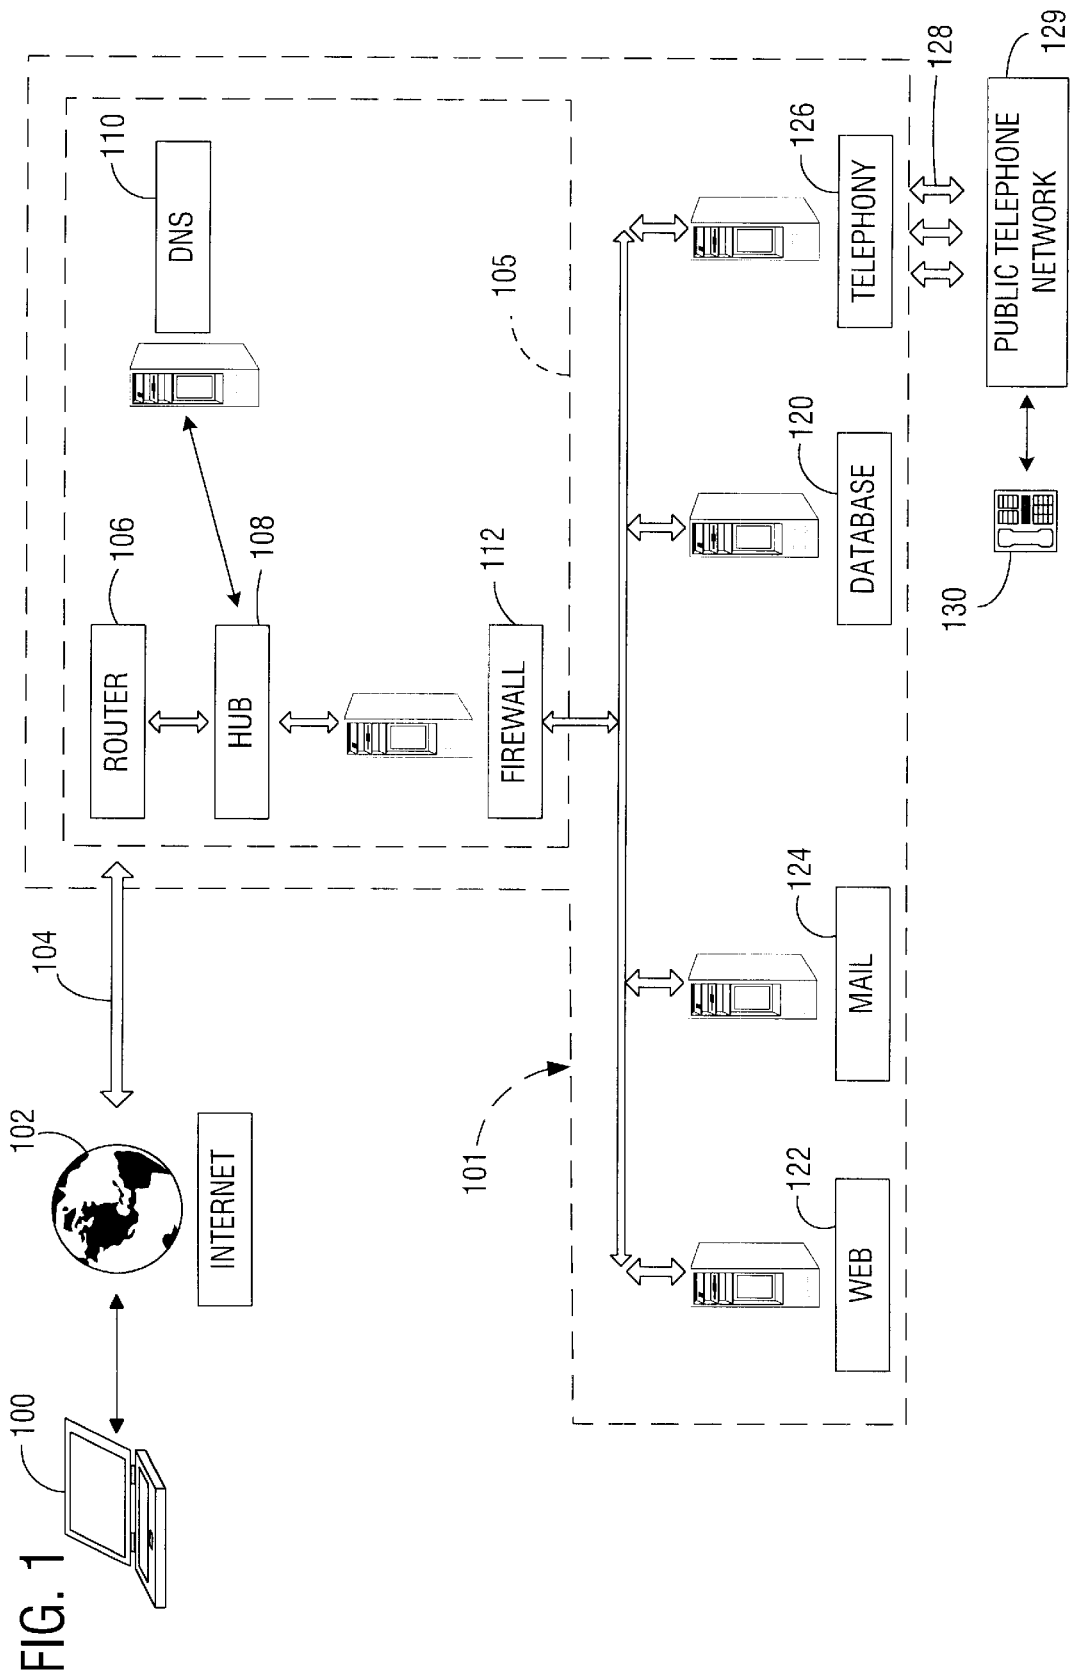 FIG. 1
100
102
INTERNET
104
106
ROUTER
108
HUB
110
DNS
112
FIREWALL
105
101
122
WEB
124
MAIL
120
DATABASE
126
TELEPHONY
128
129
PUBLIC TELEPHONE
NETWORK
130